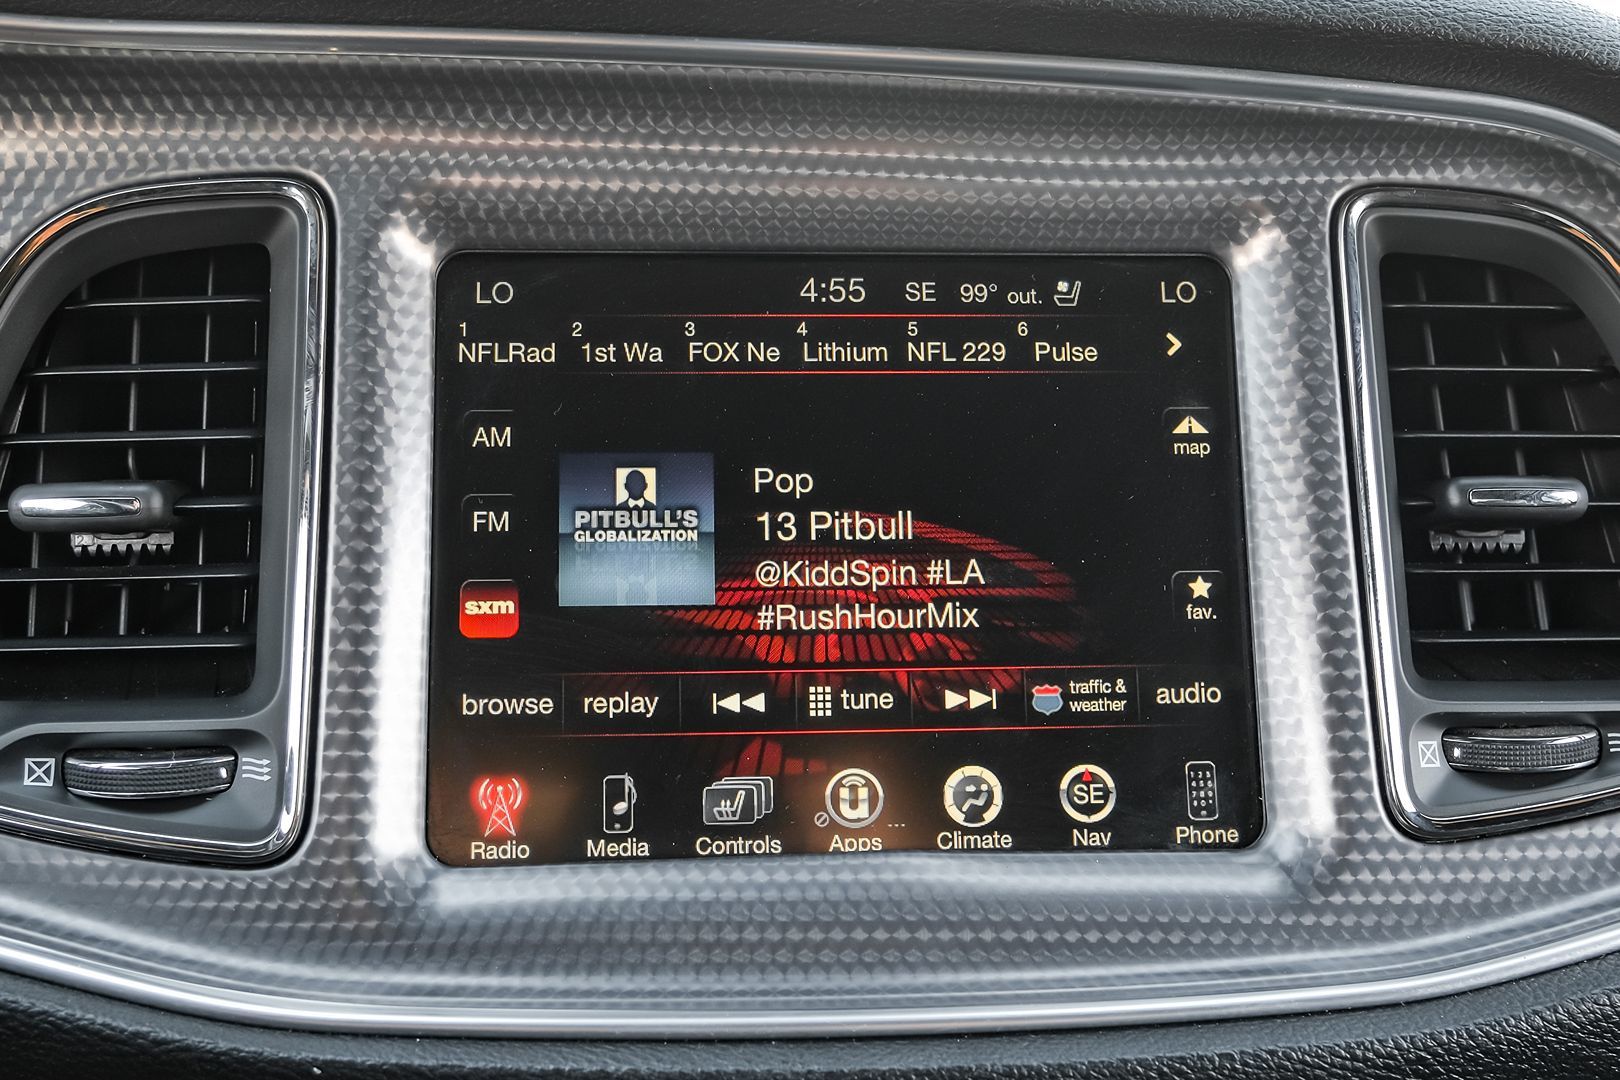 LO 4:55 SE 99° out. LO
1 2 3 4 5 6
NFLRad 1st Wa FOX Ne Lithium NFL 229 Pulse
AM
map
Pop
PITBULL'S
GLOBALIZATION
FM
13 Pitbull
@KiddSpin #LA
sxm
#RushHourMix
fav.
browse replay tune traffic & weather audio
SE
Radio Media Controls Apps Climate Nav Phone